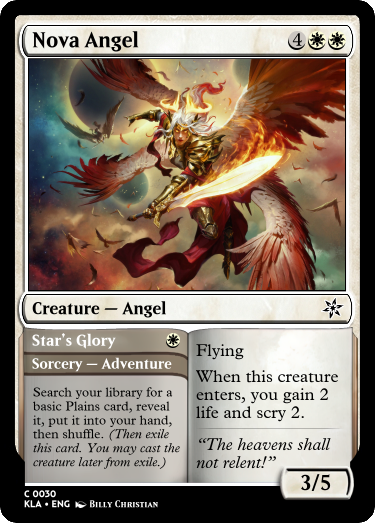 Nova Angel 4
Creature — Angel
Star's Glory
Sorcery — Adventure
Search your library for a
basic Plains card, reveal
it, put it into your hand,
then shuffle. (Then exile
this card. You may cast the
creature later from exile.)
Flying
When this creature
enters, you gain 2
life and scry 2.
“The heavens shall
not relent!”
3/5
C 0030
KLA • ENG Billy Christian